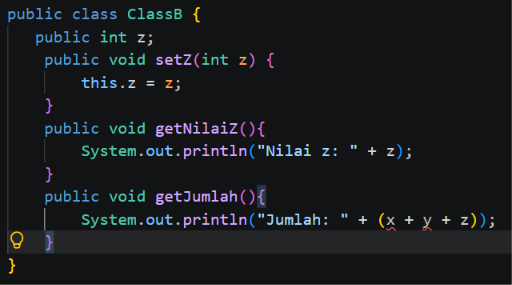 public class ClassB {
public int z;
public void setZ(int z) {
this.z = z;
}
public void getNilaiZ(){
System.out.println("Nilai z: " + z);
}
public void getJumlah(){
System.out.println("Jumlah: " + (x + y + z));
}
}